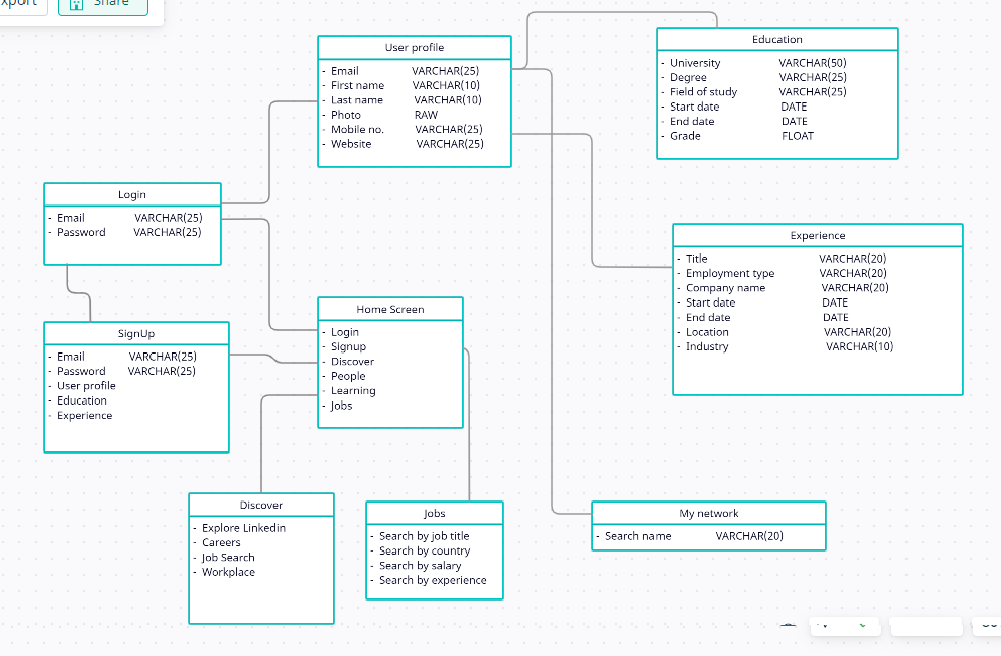 Share
User profile
- Email VARCHAR(25)
- First name VARCHAR(10)
- Last name VARCHAR(10)
- Photo RAW
- Mobile no. VARCHAR(25)
- Website VARCHAR(25)
Education
- University VARCHAR(50)
- Degree VARCHAR(25)
- Field of study VARCHAR(25)
- Start date DATE
- End date DATE
- Grade FLOAT
Login
- Email VARCHAR(25)
- Password VARCHAR(25)
Experience
- Title VARCHAR(20)
- Employment type VARCHAR(20)
- Company name VARCHAR(20)
- Start date DATE
- End date DATE
- Location VARCHAR(20)
- Industry VARCHAR(10)
Home Screen
- Login
- Signup
- Discover
- People
- Learning
- Jobs
SignUp
- Email VARCHAR(25)
- Password VARCHAR(25)
- User profile
- Education
- Experience
Discover
- Explore Linkedin
- Careers
- Job Search
- Workplace
Jobs
- Search by job title
- Search by country
- Search by salary
- Search by experience
My network
- Search name VARCHAR(20)